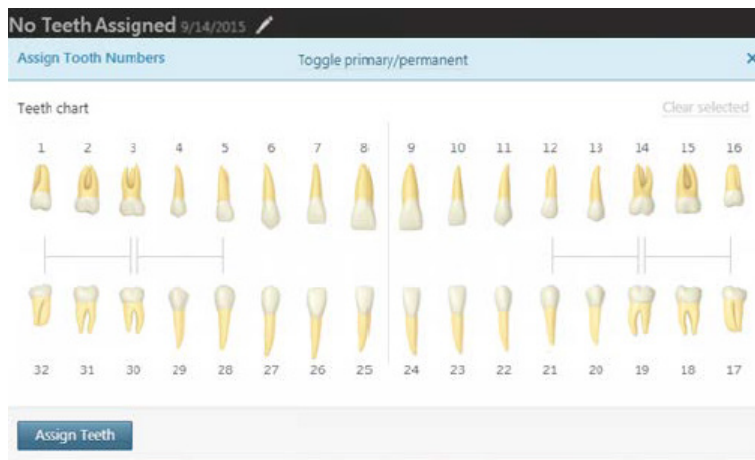 No Teeth Assigned 9/14/2015
Assign Tooth Numbers Toggle primary/permanent x
Teeth chart Clear selected
1 2 3 4 5 6 7 8 9 10 11 12 13 14 15 16
32 31 30 29 28 27 26 25 24 23 22 21 20 19 18 17
Assign Teeth